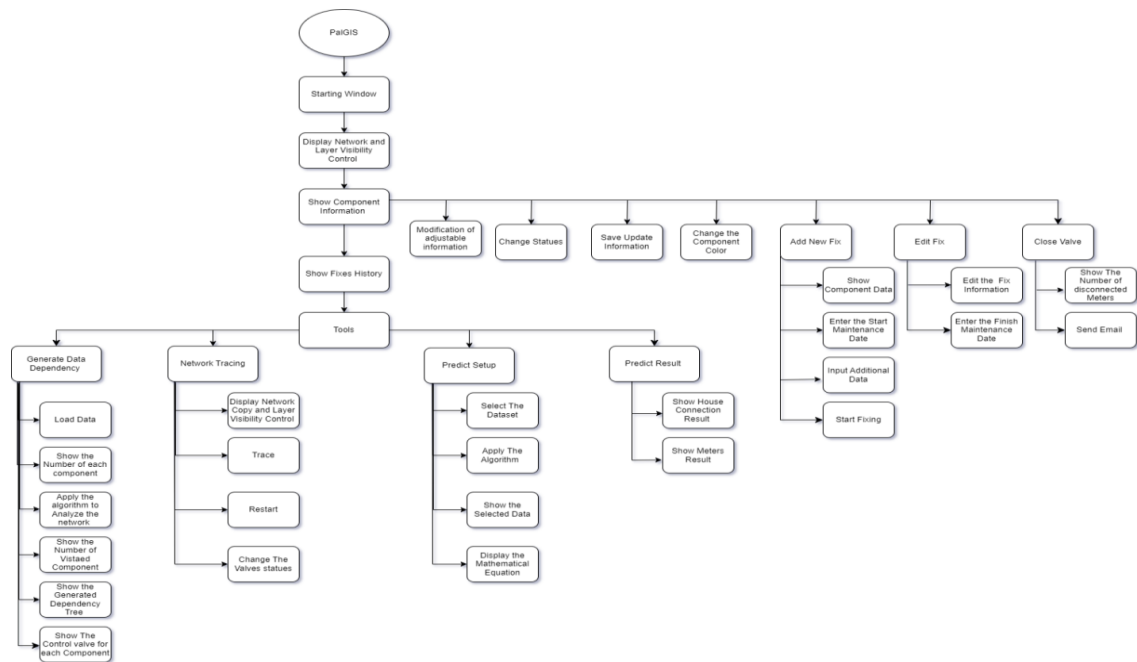 PalGIS
Starting Window
Display Network and
Layer Visibility
Control
Show Component
Information
Modification of
adjustable
information
Change Statues
Save Update
Information
Change the
Component
Color
Add New Fix
Edit Fix
Close Valve
Show Fixes History
Show
Component Data
Enter the Start
Maintenance
Date
Input Additional
Data
Start Fixing
Edit the Fix
Information
Enter the Finish
Maintenance
Date
Show The
Number of
disconnected
Meters
Send Email
Tools
Generate Data
Dependency
Network Tracing
Predict Setup
Predict Result
Load Data
Show the
Number of each
component
Apply the
algorithm to
Analyze the
network
Show the
Number of
Vistaed
Component
Show the
Generated
Dependency
Tree
Show The
Control valve for
each Component
Display Network
Copy and Layer
Visibility Control
Trace
Restart
Change The
Valves statues
Select The
Dataset
Apply The
Algorithm
Show the
Selected Data
Display the
Mathematical
Equation
Show House
Connection
Result
Show Meters
Result